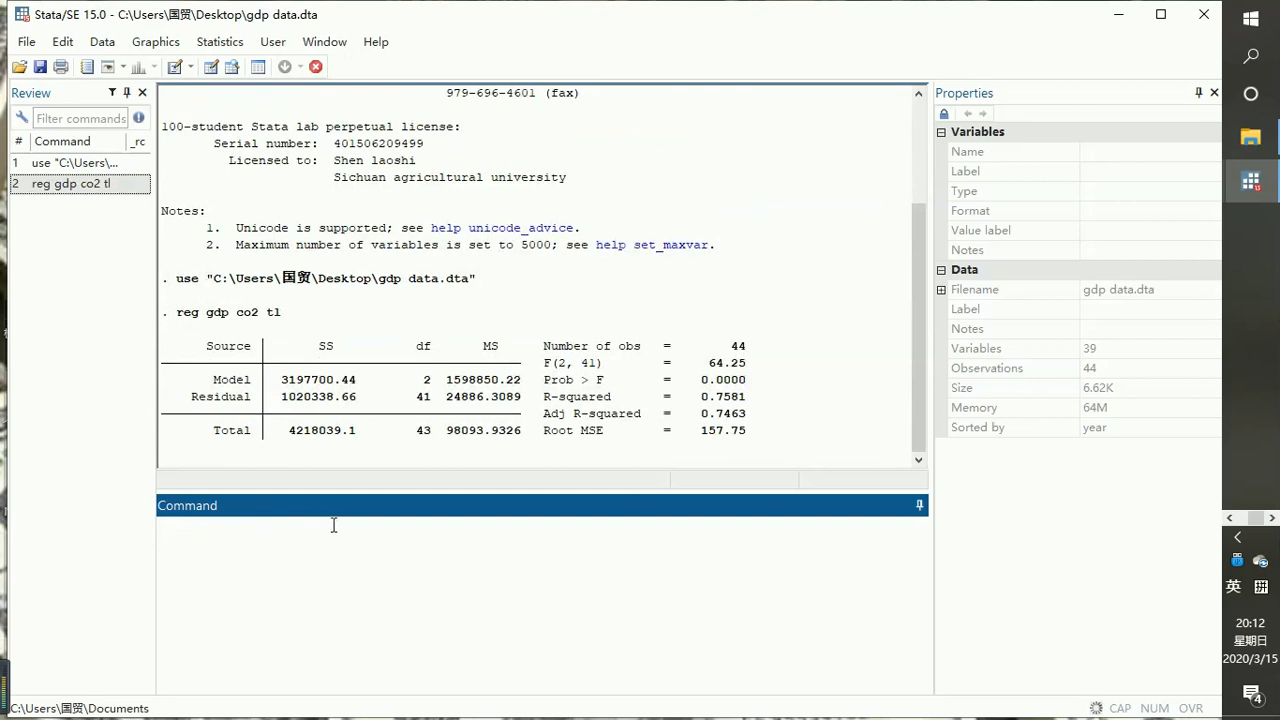 Stata/SE 15.0 - C:\Users\国贸\Desktop\gdp data.dta
File Edit Data Graphics Statistics User Window Help
Review
Filter commands
# Command _rc
1 use "C:\Users\...
2 reg gdp co2 tl
979-696-4601 (fax)
100-student Stata lab perpetual license:
Serial number: 401506209499
Licensed to: Shen laoshi
Sichuan agricultural university
Notes:
1. Unicode is supported; see help unicode_advice.
2. Maximum number of variables is set to 5000; see help set_maxvar.
. use "C:\Users\国贸\Desktop\gdp data.dta"
. reg gdp co2 tl
Source SS df MS Number of obs = 44
F(2, 41) = 64.25
Model 3197700.44 2 1598850.22 Prob > F = 0.0000
Residual 1020338.66 41 24886.3089 R-squared = 0.7581
Adj R-squared = 0.7463
Total 4218039.1 43 98093.9326 Root MSE = 157.75
Command
Properties
Variables
Name
Label
Type
Format
Value label
Notes
Data
Filename gdp data.dta
Label
Notes
Variables 39
Observations 44
Size 6.62K
Memory 64M
Sorted by year
C:\Users\国贸\Documents
CAP NUM OVR
英 拼
20:12
星期日
2020/3/15
4